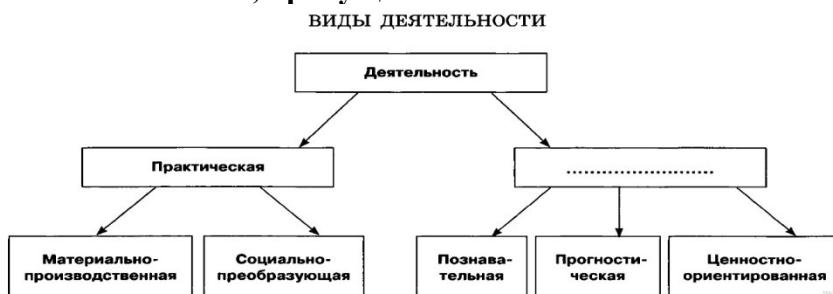 ВИДЫ ДЕЯТЕЛЬНОСТИ
Деятельность
Практическая
..........................
Материально-
производственная
Социально-
преобразующая
Познава-
тельная
Прогности-
ческая
Ценностно-
ориентированная